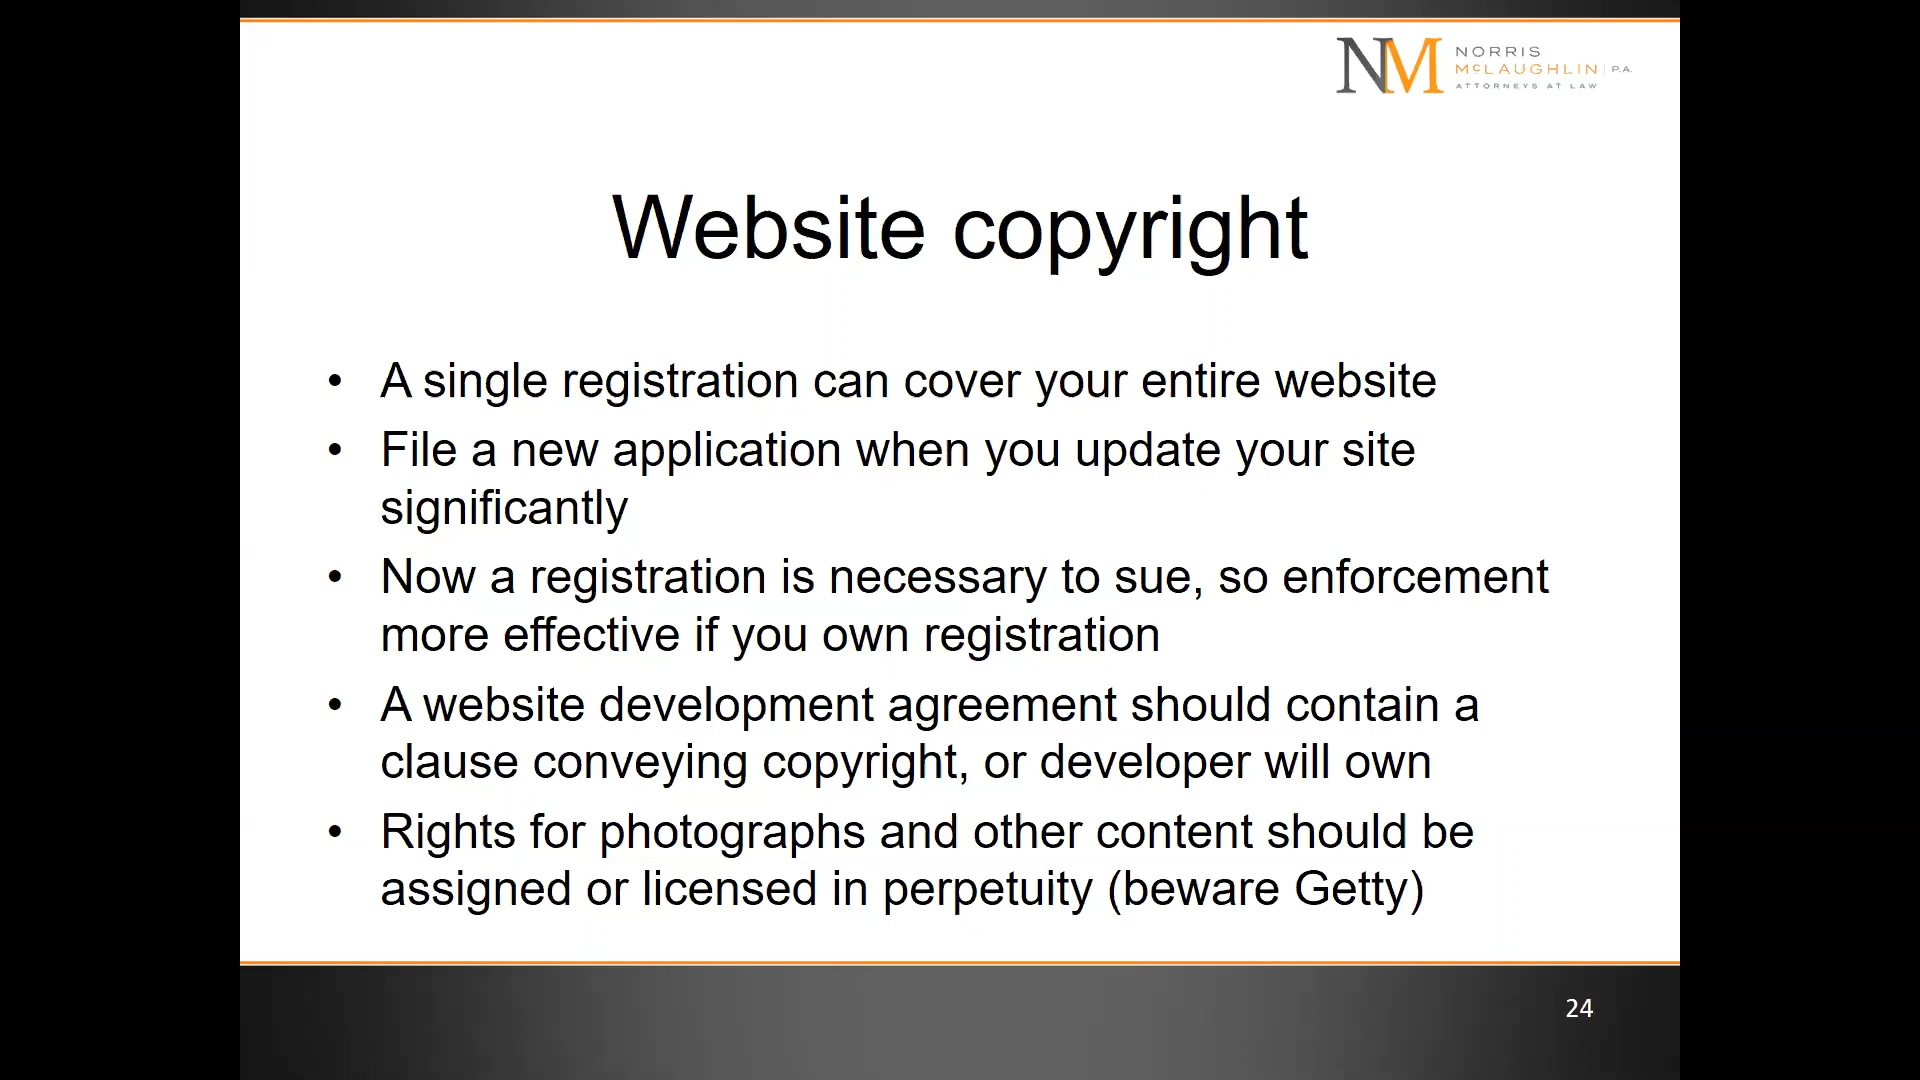 NM NORRIS
McLAUGHLIN P.A.
ATTORNEYS AT LAW
Website copyright
• A single registration can cover your entire website
• File a new application when you update your site
significantly
• Now a registration is necessary to sue, so enforcement
more effective if you own registration
• A website development agreement should contain a
clause conveying copyright, or developer will own
• Rights for photographs and other content should be
assigned or licensed in perpetuity (beware Getty)
24